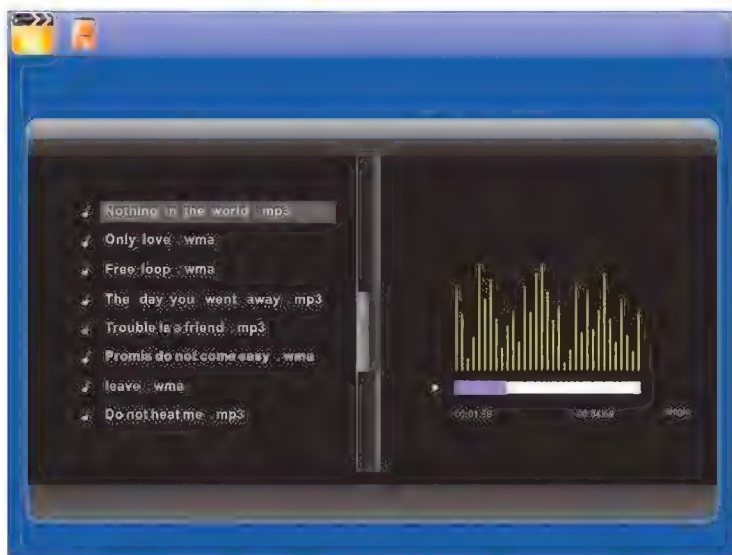 Nothing in the world .mp3
Only love .wma
Free loop .wma
The day you went away .mp3
Trouble is a friend .mp3
Promis do not come easy .wma
leave .wma
Do not heat me .mp3